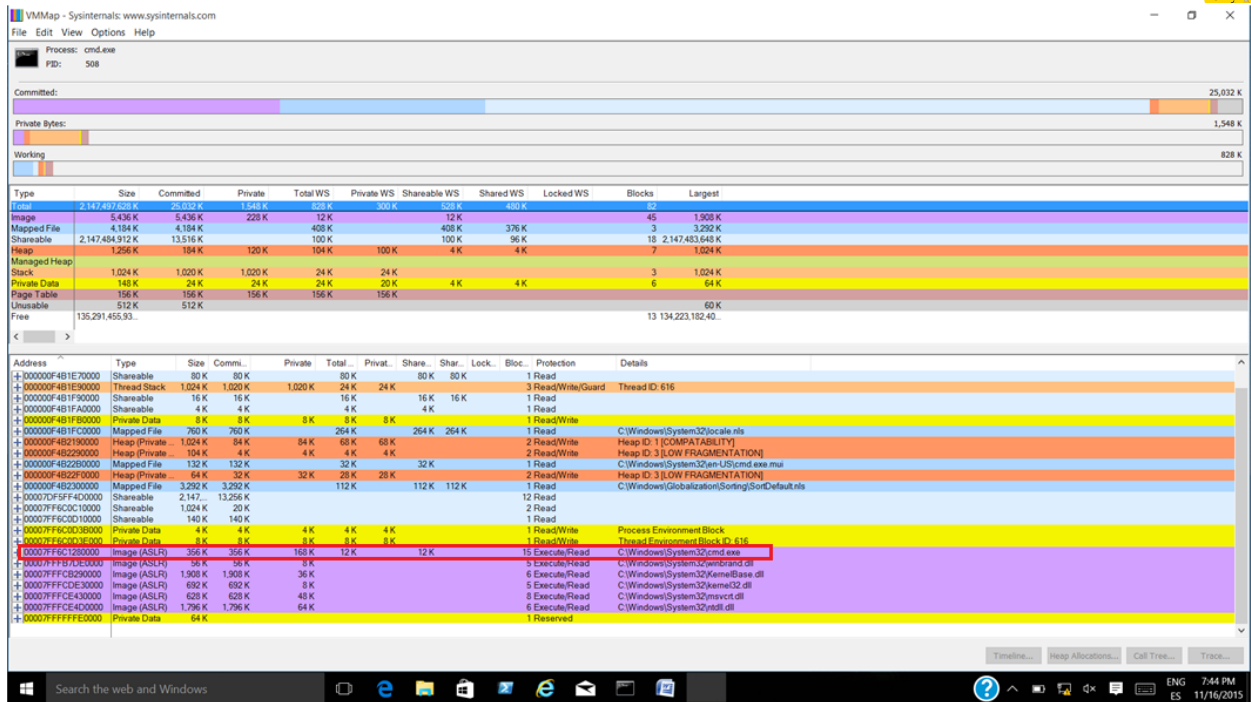 VMMap - Sysinternals: www.sysinternals.com
File Edit View Options Help
Process: cmd.exe
PID: 508
Committed: 25,032 K
Private Bytes: 1,548 K
Working 828 K
Type Size Committed Private Total WS Private WS Shareable WS Shared WS Locked WS Blocks Largest
Total 2,147,497,628 K 25,032 K 1,548 K 828 K 300 K 528 K 480 K 82
Image 5,436 K 5,436 K 228 K 12 K 12 K 45 1,908 K
Mapped File 4,184 K 4,184 K 408 K 408 K 376 K 3 3,292 K
Shareable 2,147,484,912 K 13,516 K 100 K 100 K 96 K 18 2,147,483,648 K
Heap 1,256 K 184 K 120 K 104 K 100 K 4 K 4 K 7 1,024 K
Managed Heap
Stack 1,024 K 1,020 K 1,020 K 24 K 24 K 3 1,024 K
Private Data 148 K 24 K 24 K 24 K 20 K 4 K 4 K 6 64 K
Page Table 156 K 156 K 156 K 156 K 156 K
Unusable 512 K 512 K 60 K
Free 135,291,455,93... 13 134,223,182,40...
Address Type Size Commi... Private Total ... Privat... Share... Shar... Lock... Bloc... Protection Details
000000F4B1E70000 Shareable 80 K 80 K 80 K 80 K 80 K 1 Read
000000F4B1E90000 Thread Stack 1,024 K 1,020 K 1,020 K 24 K 24 K 3 Read/Write/Guard Thread ID: 616
000000F4B1F90000 Shareable 16 K 16 K 16 K 16 K 16 K 1 Read
000000F4B1FA0000 Shareable 4 K 4 K 4 K 4 K 1 Read
000000F4B1FB0000 Private Data 8 K 8 K 8 K 8 K 8 K 1 Read/Write
000000F4B1FC0000 Mapped File 760 K 760 K 264 K 264 K 264 K 1 Read C:\Windows\System32\locale.nls
000000F4B2190000 Heap (Private ... 1,024 K 84 K 84 K 68 K 68 K 2 Read/Write Heap ID: 1 [COMPATABILITY]
000000F4B2290000 Heap (Private ... 104 K 4 K 4 K 4 K 4 K 2 Read/Write Heap ID: 3 [LOW FRAGMENTATION]
000000F4B22B0000 Mapped File 132 K 132 K 32 K 32 K 1 Read C:\Windows\System32\en-US\cmd.exe.mui
000000F4B22F0000 Heap (Private ... 64 K 32 K 32 K 28 K 28 K 2 Read/Write Heap ID: 3 [LOW FRAGMENTATION]
000000F4B2300000 Mapped File 3,292 K 3,292 K 112 K 112 K 112 K 1 Read C:\Windows\Globalization\Sorting\SortDefault.nls
00007DF5FF4D0000 Shareable 2,147,... 13,256 K 12 Read
00007FF6C0C10000 Shareable 1,024 K 20 K 2 Read
00007FF6C0D10000 Shareable 140 K 140 K 1 Read
00007FF6C0D3B000 Private Data 4 K 4 K 4 K 4 K 4 K 1 Read/Write Process Environment Block
00007FF6C0D3E000 Private Data 8 K 8 K 8 K 8 K 8 K 1 Read/Write Thread Environment Block ID: 616
00007FF6C1280000 Image (ASLR) 356 K 356 K 168 K 12 K 12 K 15 Execute/Read C:\Windows\System32\cmd.exe
00007FFFB7DE0000 Image (ASLR) 56 K 56 K 8 K 5 Execute/Read C:\Windows\System32\winbrand.dll
00007FFFCB290000 Image (ASLR) 1,908 K 1,908 K 36 K 6 Execute/Read C:\Windows\System32\KernelBase.dll
00007FFFCDE30000 Image (ASLR) 692 K 692 K 8 K 5 Execute/Read C:\Windows\System32\kernel32.dll
00007FFFCE430000 Image (ASLR) 628 K 628 K 48 K 8 Execute/Read C:\Windows\System32\msvcrt.dll
00007FFFCE4D0000 Image (ASLR) 1,796 K 1,796 K 64 K 6 Execute/Read C:\Windows\System32\ntdll.dll
00007FFFFFFE0000 Private Data 64 K 1 Reserved
Timeline... Heap Allocations... Call Tree... Trace...
Search the web and Windows
ENG 7:44 PM
ES 11/16/2015